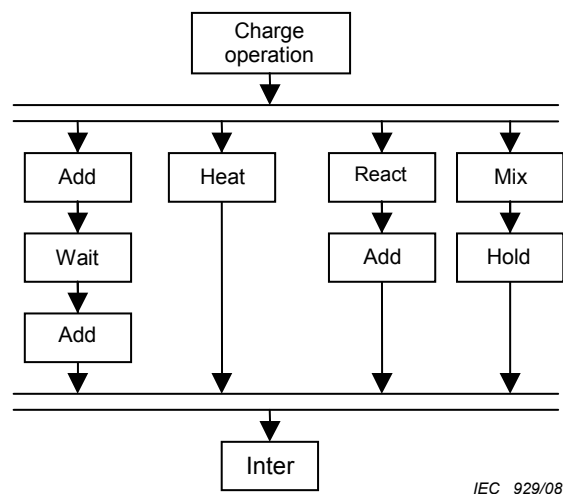 Charge
operation
Add
Heat
React
Mix
Wait
Add
Hold
Add
Inter
IEC 929/08